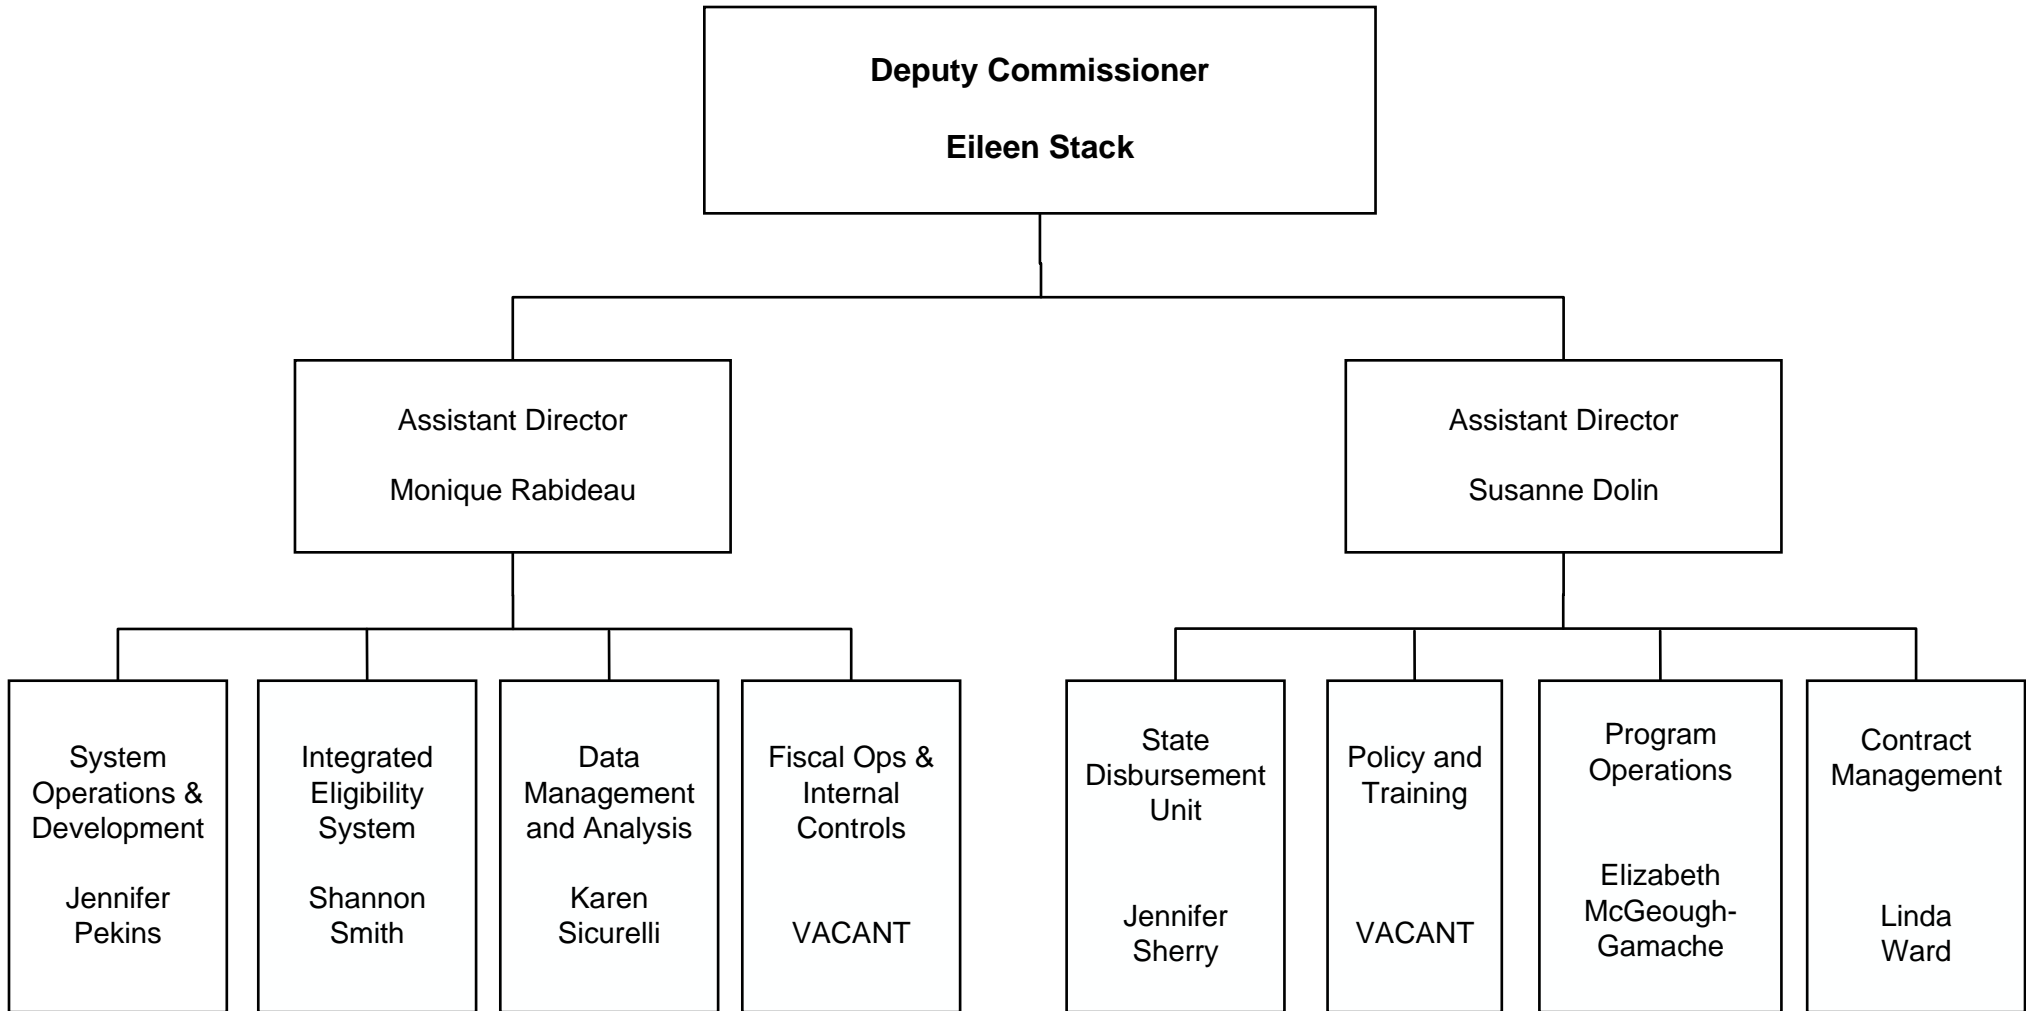 Deputy Commissioner
Eileen Stack
Assistant Director
Monique Rabideau
Assistant Director
Susanne Dolin
System
Operations &
Development
Jennifer
Pekins
Integrated
Eligibility
System
Shannon
Smith
Data
Management
and Analysis
Karen
Sicurelli
Fiscal Ops &
Internal
Controls
VACANT
State
Disbursement
Unit
Jennifer
Sherry
Policy and
Training
VACANT
Program
Operations
Elizabeth
McGeough-
Gamache
Contract
Management
Linda
Ward